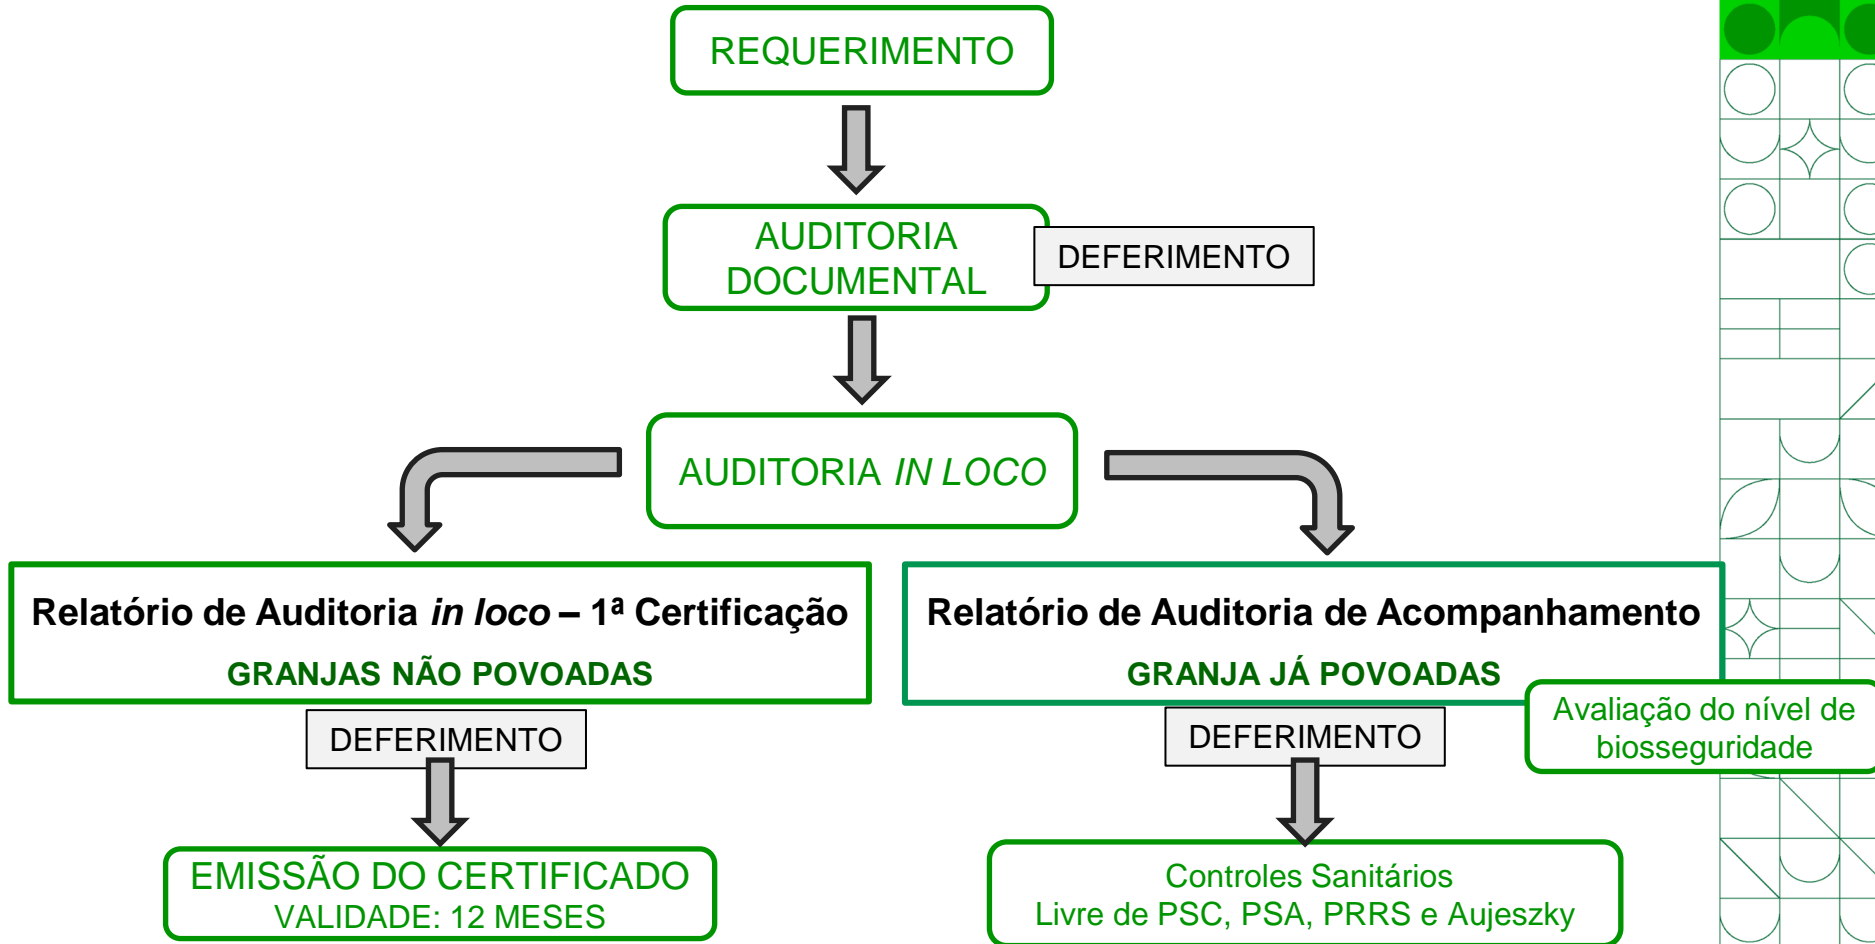 REQUERIMENTO
AUDITORIA
DOCUMENTAL
DEFERIMENTO
AUDITORIA IN LOCO
Relatório de Auditoria in loco – 1ª Certificação
GRANJAS NÃO POVOADAS
Relatório de Auditoria de Acompanhamento
GRANJA JÁ POVOADAS
Avaliação do nível de
biosseguridade
DEFERIMENTO
DEFERIMENTO
EMISSÃO DO CERTIFICADO
VALIDADE: 12 MESES
Controles Sanitários
Livre de PSC, PSA, PRRS e Aujeszky